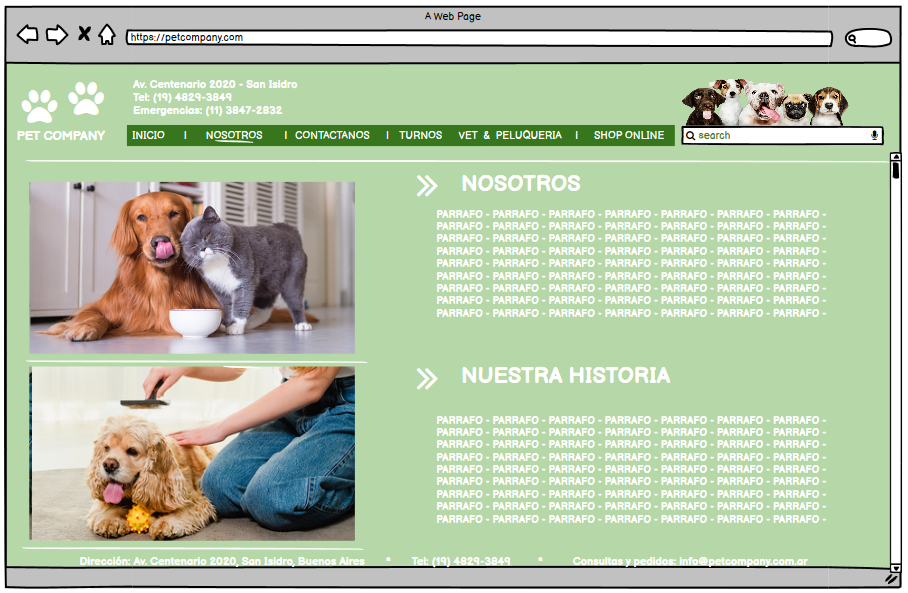 A Web Page
https://petcompany.com
Av. Centenario 2020 - San Isidro
Tel: (19) 4829-3849
Emergencias: (11) 3847-2832
PET COMPANY
INICIO | NOSOTROS | CONTACTANOS | TURNOS VET & PELUQUERIA | SHOP ONLINE
search
NOSOTROS
PARRAFO - PARRAFO - PARRAFO - PARRAFO - PARRAFO - PARRAFO - PARRAFO -
PARRAFO - PARRAFO - PARRAFO - PARRAFO - PARRAFO - PARRAFO - PARRAFO -
PARRAFO - PARRAFO - PARRAFO - PARRAFO - PARRAFO - PARRAFO - PARRAFO -
PARRAFO - PARRAFO - PARRAFO - PARRAFO - PARRAFO - PARRAFO - PARRAFO -
PARRAFO - PARRAFO - PARRAFO - PARRAFO - PARRAFO - PARRAFO - PARRAFO -
PARRAFO - PARRAFO - PARRAFO - PARRAFO - PARRAFO - PARRAFO - PARRAFO -
PARRAFO - PARRAFO - PARRAFO - PARRAFO - PARRAFO - PARRAFO - PARRAFO -
PARRAFO - PARRAFO - PARRAFO - PARRAFO - PARRAFO - PARRAFO - PARRAFO -
PARRAFO - PARRAFO - PARRAFO - PARRAFO - PARRAFO - PARRAFO - PARRAFO -
NUESTRA HISTORIA
PARRAFO - PARRAFO - PARRAFO - PARRAFO - PARRAFO - PARRAFO - PARRAFO -
PARRAFO - PARRAFO - PARRAFO - PARRAFO - PARRAFO - PARRAFO - PARRAFO -
PARRAFO - PARRAFO - PARRAFO - PARRAFO - PARRAFO - PARRAFO - PARRAFO -
PARRAFO - PARRAFO - PARRAFO - PARRAFO - PARRAFO - PARRAFO - PARRAFO -
PARRAFO - PARRAFO - PARRAFO - PARRAFO - PARRAFO - PARRAFO - PARRAFO -
PARRAFO - PARRAFO - PARRAFO - PARRAFO - PARRAFO - PARRAFO - PARRAFO -
PARRAFO - PARRAFO - PARRAFO - PARRAFO - PARRAFO - PARRAFO - PARRAFO -
PARRAFO - PARRAFO - PARRAFO - PARRAFO - PARRAFO - PARRAFO - PARRAFO -
PARRAFO - PARRAFO - PARRAFO - PARRAFO - PARRAFO - PARRAFO - PARRAFO -
Dirección: Av. Centenario 2020, San Isidro, Buenos Aires * Tel: (19) 4829-3849 * Consultas y pedidos: info@petcompany.com.ar